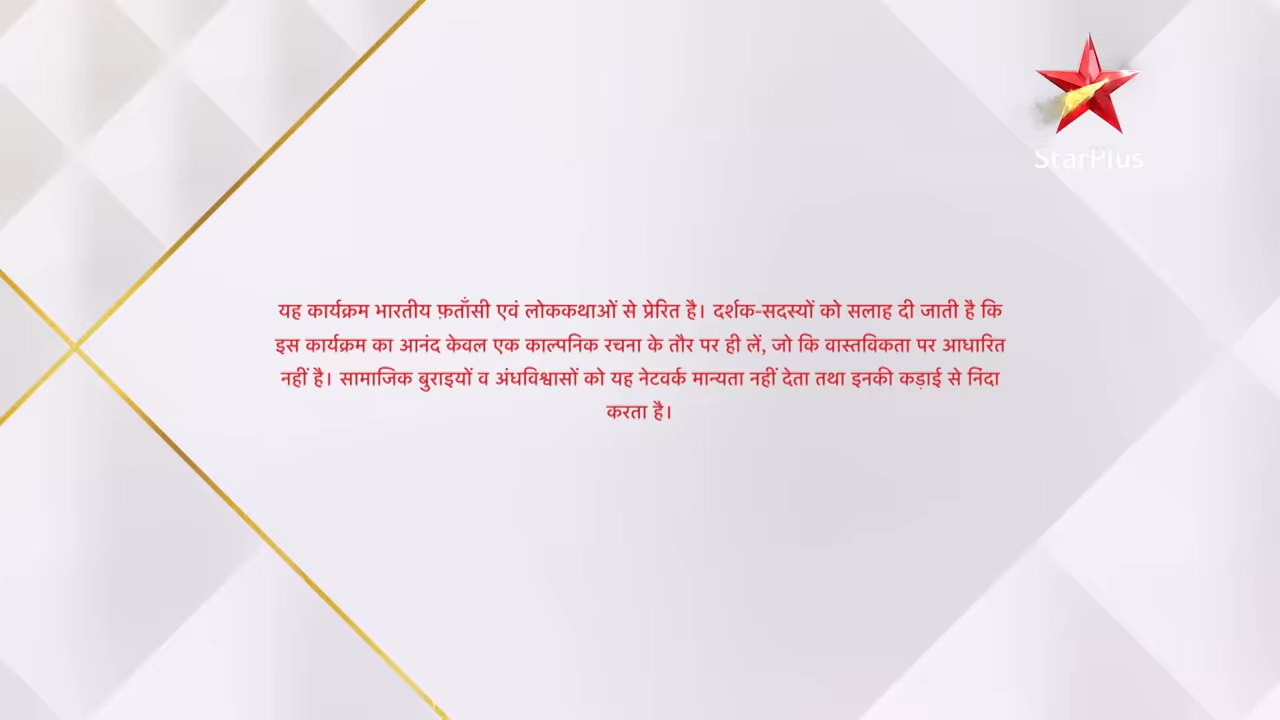 StarPlus
यह कार्यक्रम भारतीय फ़ताँसी एवं लोककथाओं से प्रेरित है। दर्शक-सदस्यों को सलाह दी जाती है कि
इस कार्यक्रम का आनंद केवल एक काल्पनिक रचना के तौर पर ही लें, जो कि वास्तविकता पर आधारित
नहीं है। सामाजिक बुराइयों व अंधविश्वासों को यह नेटवर्क मान्यता नहीं देता तथा इनकी कड़ाई से निंदा
करता है।